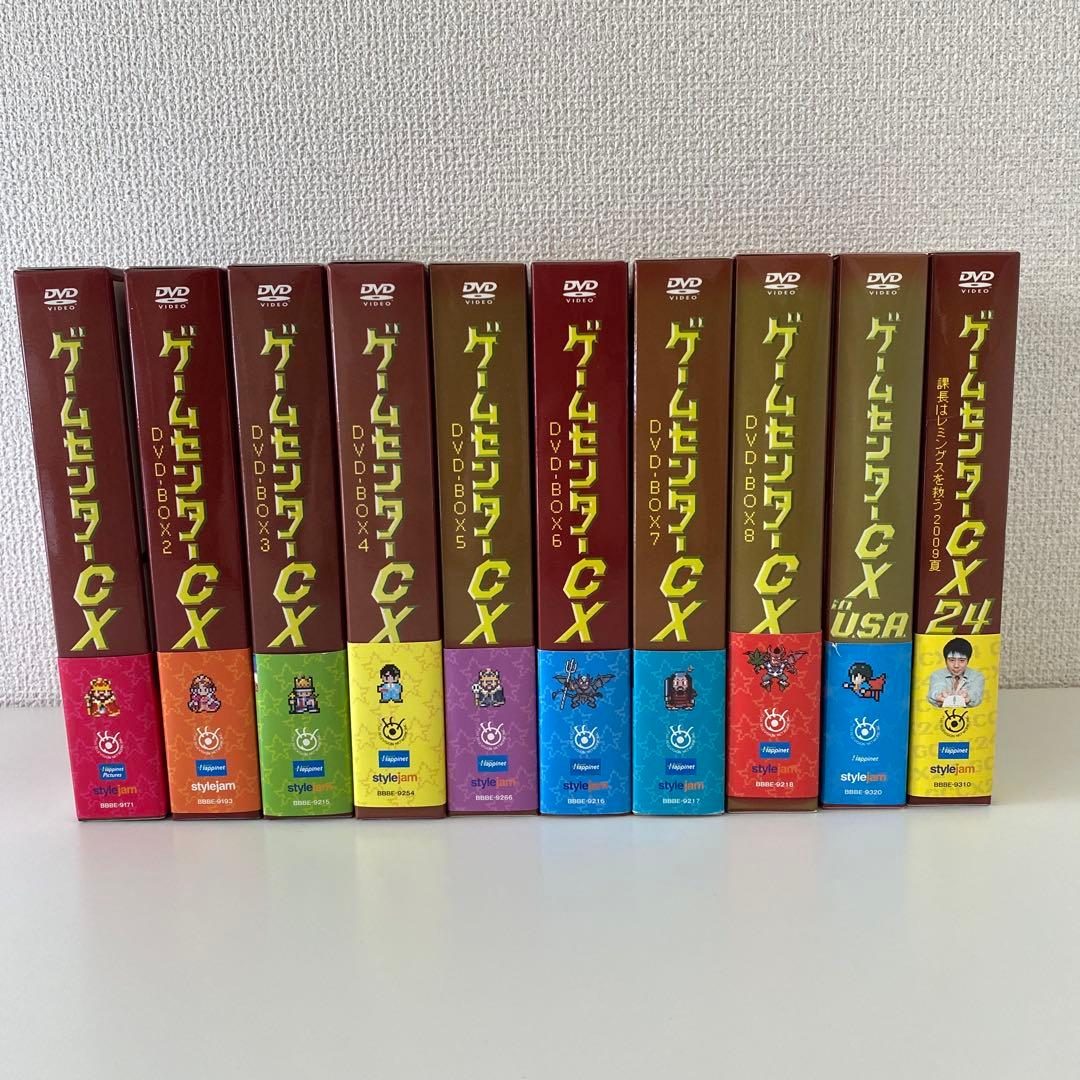 DVD
VIDEO
ゲームセンターCX
Happinet
Pictures
stylejam
BBBE-9171
DVD
VIDEO
ゲームセンターCX
DVD-BOX2
Happinet
stylejam
BBBE-9193
DVD
VIDEO
ゲームセンターCX
DVD-BOX3
Happinet
stylejam
BBBE-9215
DVD
VIDEO
ゲームセンターCX
DVD-BOX4
Happinet
stylejam
BBBE-9254
DVD
VIDEO
ゲームセンターCX
DVD-BOX5
Happinet
stylejam
BBBE-9266
DVD
VIDEO
ゲームセンターCX
DVD-BOX6
Happinet
stylejam
BBBE-9216
DVD
VIDEO
ゲームセンターCX
DVD-BOX7
Happinet
stylejam
BBBE-9217
DVD
VIDEO
ゲームセンターCX
DVD-BOX8
Happinet
stylejam
BBBE-9218
DVD
VIDEO
ゲームセンターCX
in
U.S.A.
Happinet
stylejam
BBBE-9320
DVD
VIDEO
ゲームセンターCX
24
課長はレミングスを救う 2009夏
Happinet
stylejam
BBBE-9310